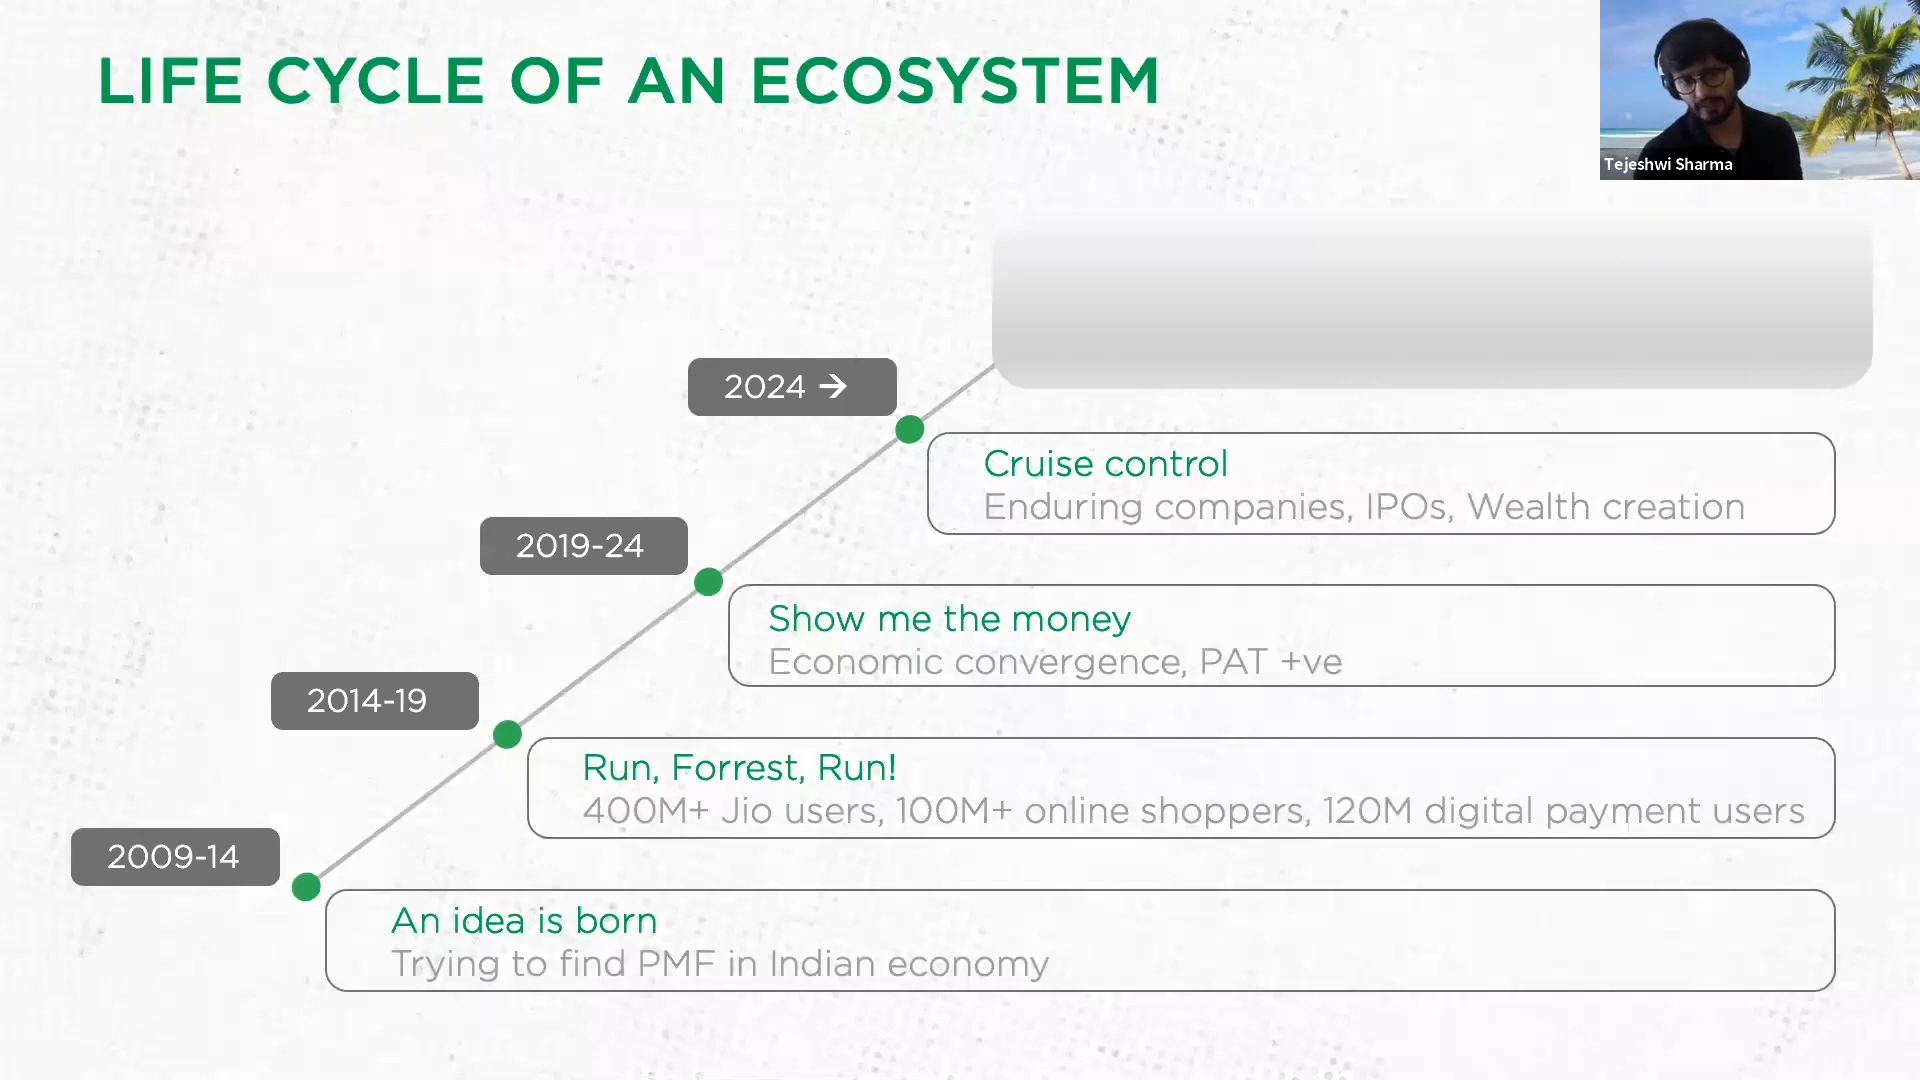 LIFE CYCLE OF AN ECOSYSTEM
Tejeshwi Sharma
2024 →
Cruise control
Enduring companies, IPOs, Wealth creation
2019-24
Show me the money
Economic convergence, PAT +ve
2014-19
Run, Forrest, Run!
400M+ Jio users, 100M+ online shoppers, 120M digital payment users
2009-14
An idea is born
Trying to find PMF in Indian economy